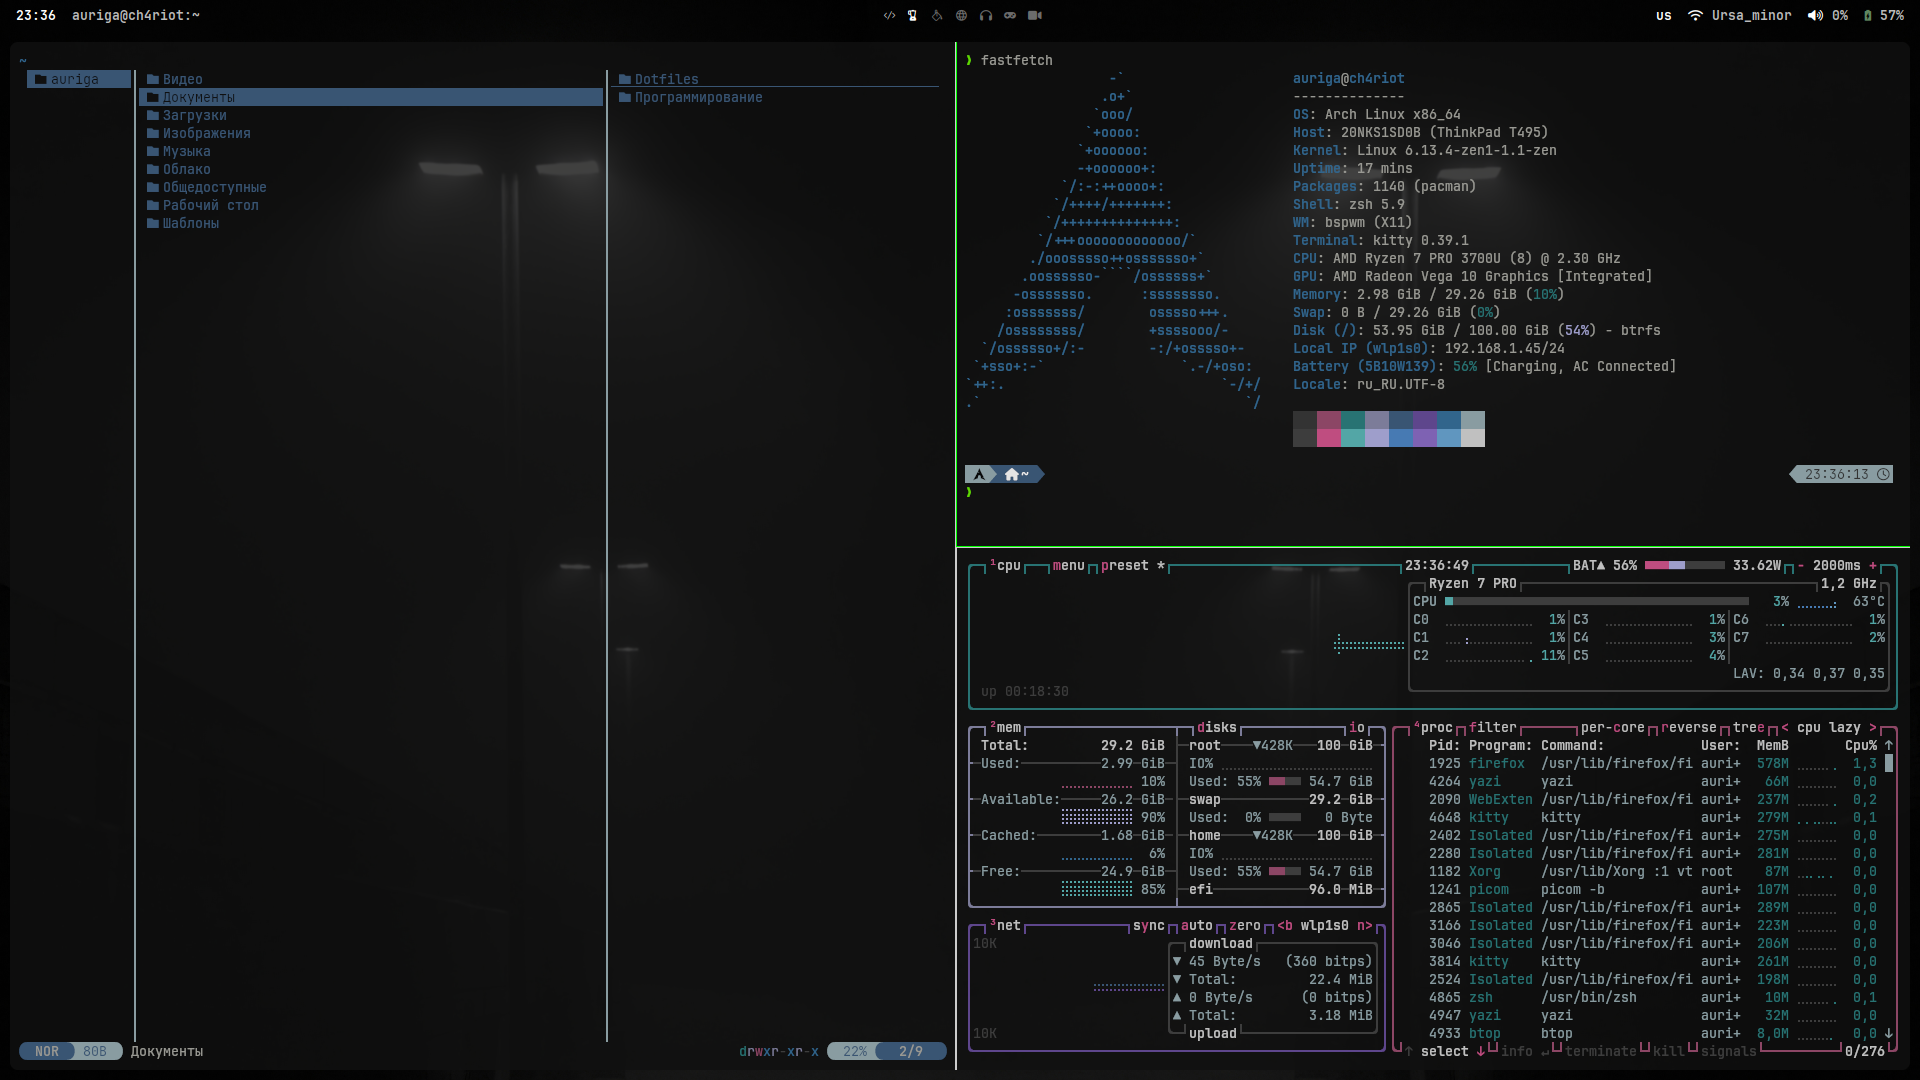 23:36 auriga@ch4riot:~
us Ursa_minor 0% 57%
~
auriga
Видео
Документы
Загрузки
Изображения
Музыка
Облако
Общедоступные
Рабочий стол
Шаблоны
Dotfiles
Программирование
NOR 80B Документы
drwxr-xr-x 22% 2/9
❯ fastfetch
-`
.o+`
`ooo/
`+oooo:
`+oooooo:
-+oooooo+:
`/:-:++oooo+:
`/++++/+++++++:
`/++++++++++++++:
`/+++ooooooooooooo/`
./ooosssso++osssssso+`
.oossssso-````/ossssss+`
-osssssso.      :ssssssso.
:osssssss/        osssso+++.
/ossssssss/        +ssssooo/-
`/ossssso+/:-        -:/+osssso+-
`+sso+:-`                 `.-/+oso:
`++:.                           `-/+/
.`                                 `/
auriga@ch4riot
--------------
OS: Arch Linux x86_64
Host: 20NKS1SD0B (ThinkPad T495)
Kernel: Linux 6.13.4-zen1-1.1-zen
Uptime: 17 mins
Packages: 1140 (pacman)
Shell: zsh 5.9
WM: bspwm (X11)
Terminal: kitty 0.39.1
CPU: AMD Ryzen 7 PRO 3700U (8) @ 2.30 GHz
GPU: AMD Radeon Vega 10 Graphics [Integrated]
Memory: 2.98 GiB / 29.26 GiB (10%)
Swap: 0 B / 29.26 GiB (0%)
Disk (/): 53.95 GiB / 100.00 GiB (54%) - btrfs
Local IP (wlp1s0): 192.168.1.45/24
Battery (5B10W139): 56% [Charging, AC Connected]
Locale: ru_RU.UTF-8
~
23:36:13
❯
¹cpu menu preset * 23:36:49 BAT▲ 56% 33.62W - 2000ms +
Ryzen 7 PRO 1,2 GHz
CPU 3% 63°C
C0 1% C3 1% C6 1%
C1 1% C4 3% C7 2%
C2 11% C5 4%
LAV: 0,34 0,37 0,35
up 00:18:30
²mem
Total: 29.2 GiB
Used: 2.99 GiB
10%
Available: 26.2 GiB
90%
Cached: 1.68 GiB
6%
Free: 24.9 GiB
85%
disks io
root ▼428K 100 GiB
IO%
Used: 55% 54.7 GiB
swap 29.2 GiB
Used: 0% 0 Byte
home ▼428K 100 GiB
IO%
Used: 55% 54.7 GiB
efi 96.0 MiB
³net sync auto zero <b wlp1s0 n>
10K
download
▼ 45 Byte/s (360 bitps)
▼ Total: 22.4 MiB
▲ 0 Byte/s (0 bitps)
▲ Total: 3.18 MiB
upload
10K
⁴proc filter per-core reverse tree < cpu lazy >
Pid: Program: Command: User: MemB Cpu% ↑
1925 firefox /usr/lib/firefox/fi auri+ 578M 1,3
4264 yazi yazi auri+ 66M 0,0
2090 WebExten /usr/lib/firefox/fi auri+ 237M 0,2
4648 kitty kitty auri+ 279M 0,1
2402 Isolated /usr/lib/firefox/fi auri+ 275M 0,0
2280 Isolated /usr/lib/firefox/fi auri+ 281M 0,0
1182 Xorg /usr/lib/Xorg :1 vt root 87M 0,0
1241 picom picom -b auri+ 107M 0,0
2865 Isolated /usr/lib/firefox/fi auri+ 289M 0,0
3166 Isolated /usr/lib/firefox/fi auri+ 223M 0,0
3046 Isolated /usr/lib/firefox/fi auri+ 206M 0,0
3814 kitty kitty auri+ 261M 0,0
2524 Isolated /usr/lib/firefox/fi auri+ 198M 0,0
4865 zsh /usr/bin/zsh auri+ 10M 0,1
4947 yazi yazi auri+ 32M 0,0
4933 btop btop auri+ 8,0M 0,0 ↓
↑ select ↓ info ↵ terminate kill signals 0/276